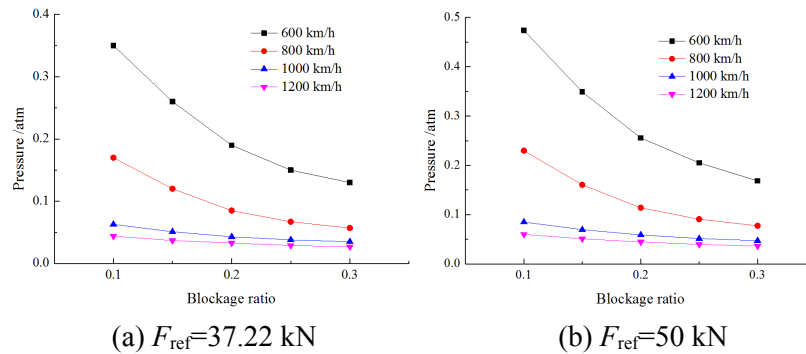 0.4
0.3
0.2
0.1
0.0
Pressure /atm
600 km/h
800 km/h
1000 km/h
1200 km/h
0.1 0.2 0.3
Blockage ratio
(a) Fref=37.22 kN
0.5
0.4
0.3
0.2
0.1
0.0
Pressure /atm
600 km/h
800 km/h
1000 km/h
1200 km/h
0.1 0.2 0.3
Blockage ratio
(b) Fref=50 kN